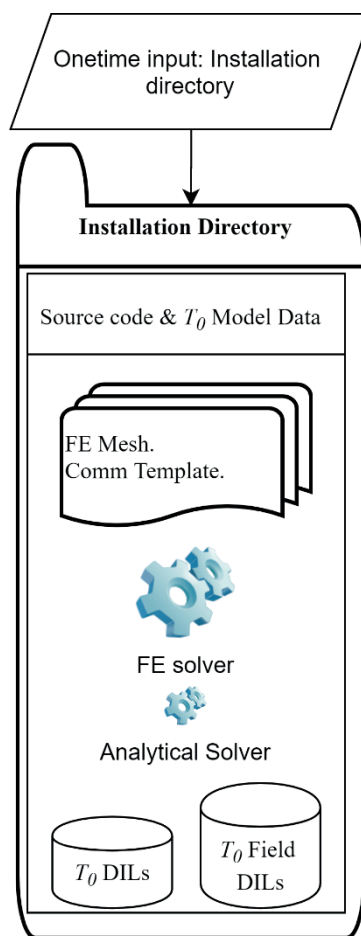 Onetime input: Installation
directory
Installation Directory
Source code & T₀ Model Data
FE Mesh.
Comm Template.
FE solver
Analytical Solver
T₀ DILs
T₀ Field
DILs